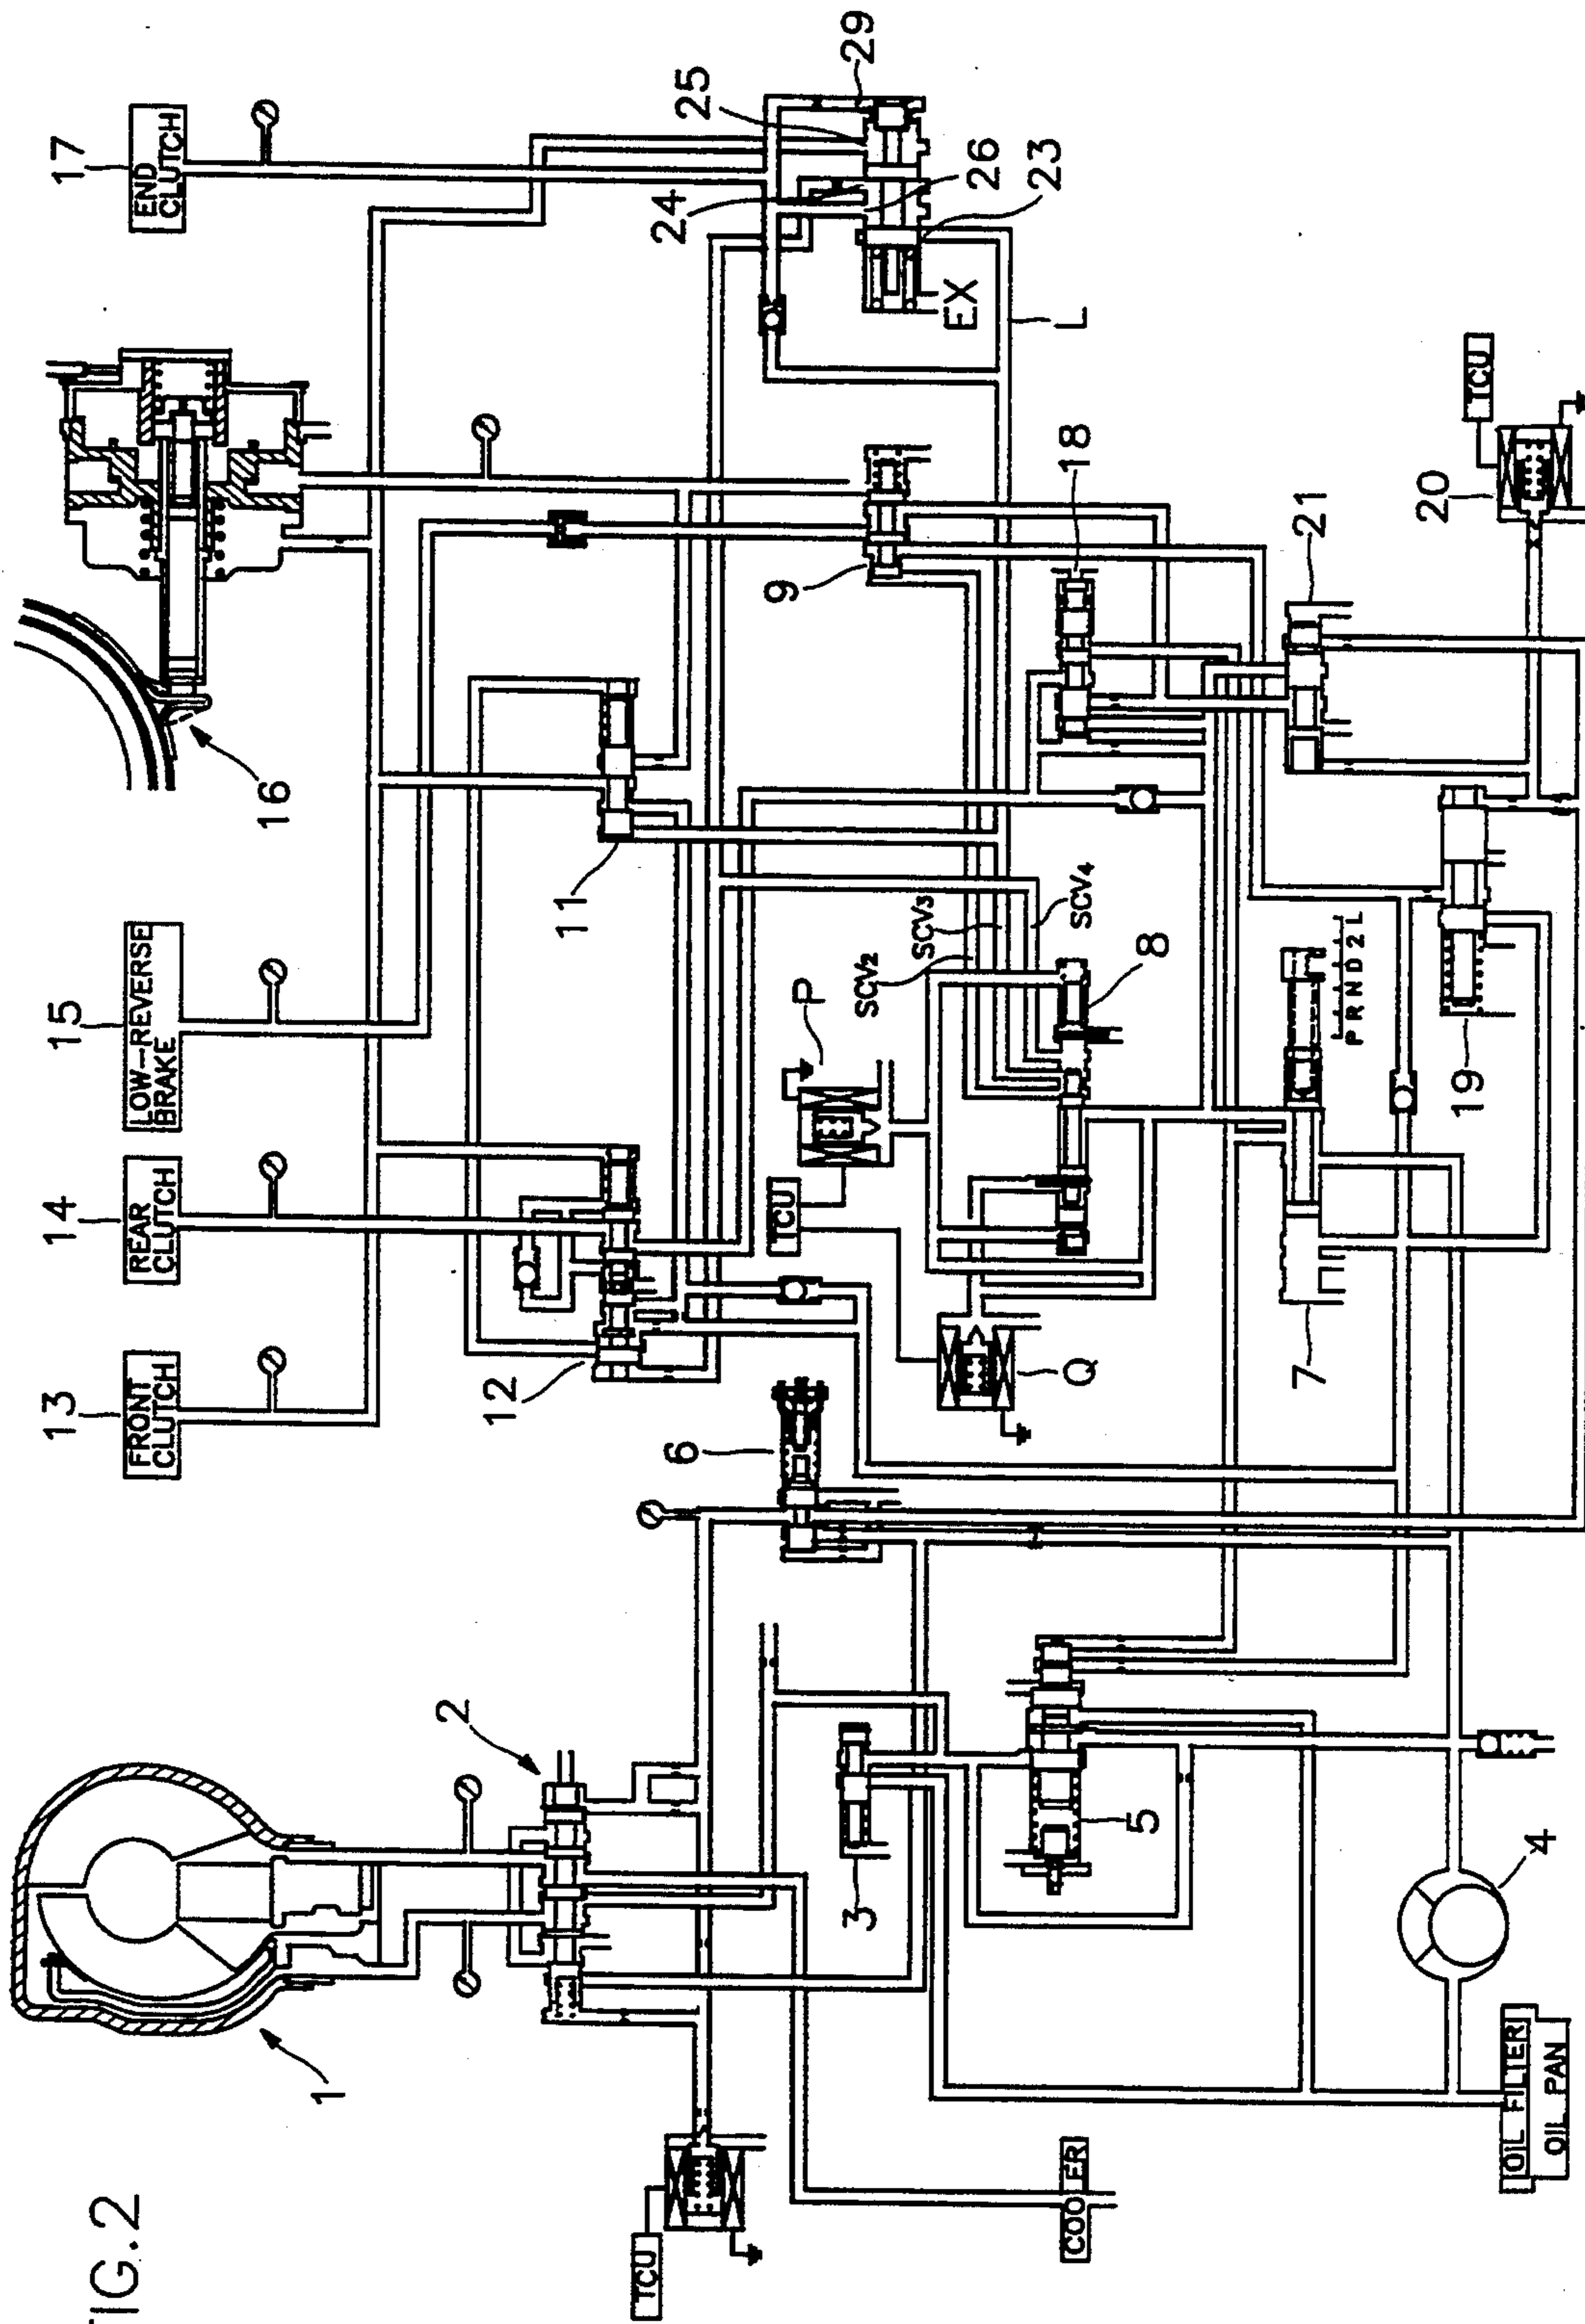 FIG.2
1
2
3
4
5
6
7
8
9
11
12
13
FRONT
CLUTCH
14
REAR
CLUTCH
15
LOW-REVERSE
BRAKE
16
17
END
CLUTCH
18
19
20
21
23
24
25
26
29
EX
L
P
Q
SCV2
SCV3
SCV4
P R N D 2 L
TCU
TCU
TCU
COOLER
OIL FILTER
OIL PAN